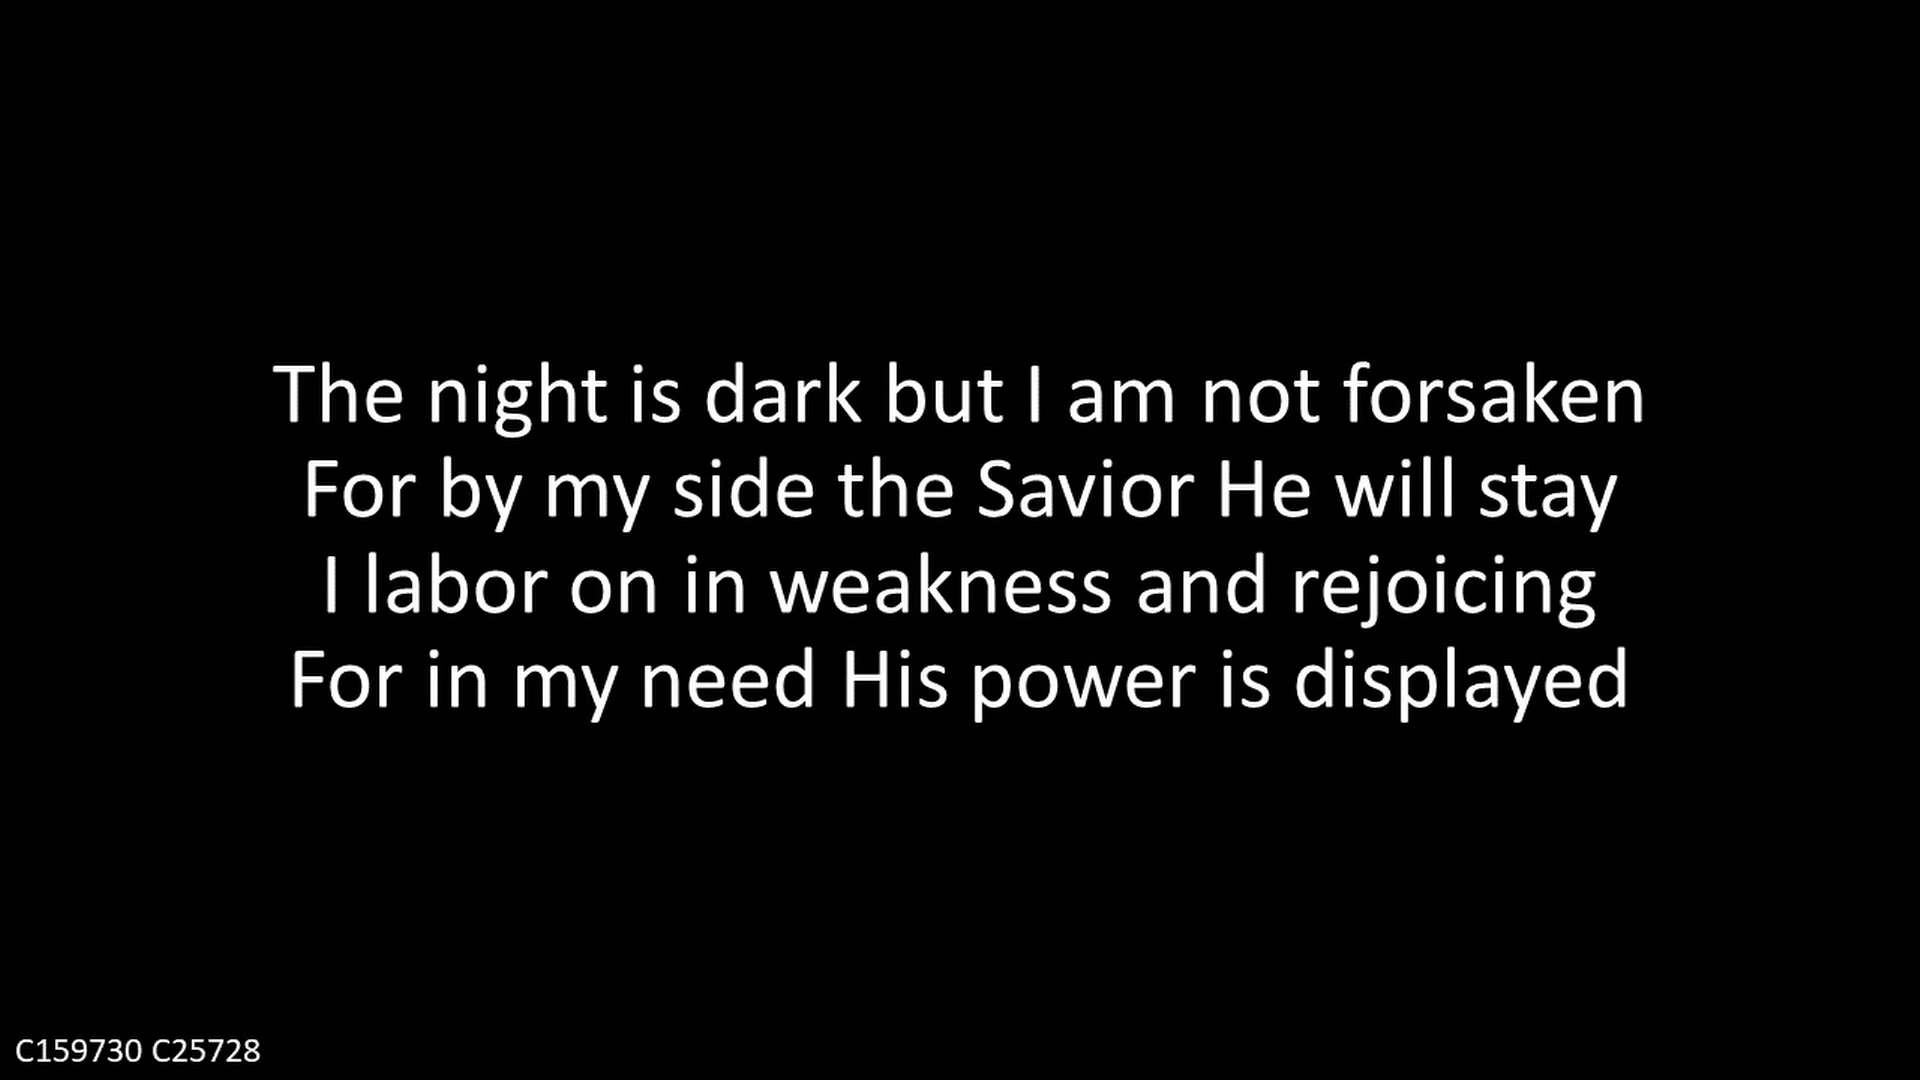 The night is dark but I am not forsaken
For by my side the Savior He will stay
I labor on in weakness and rejoicing
For in my need His power is displayed
C159730 C25728